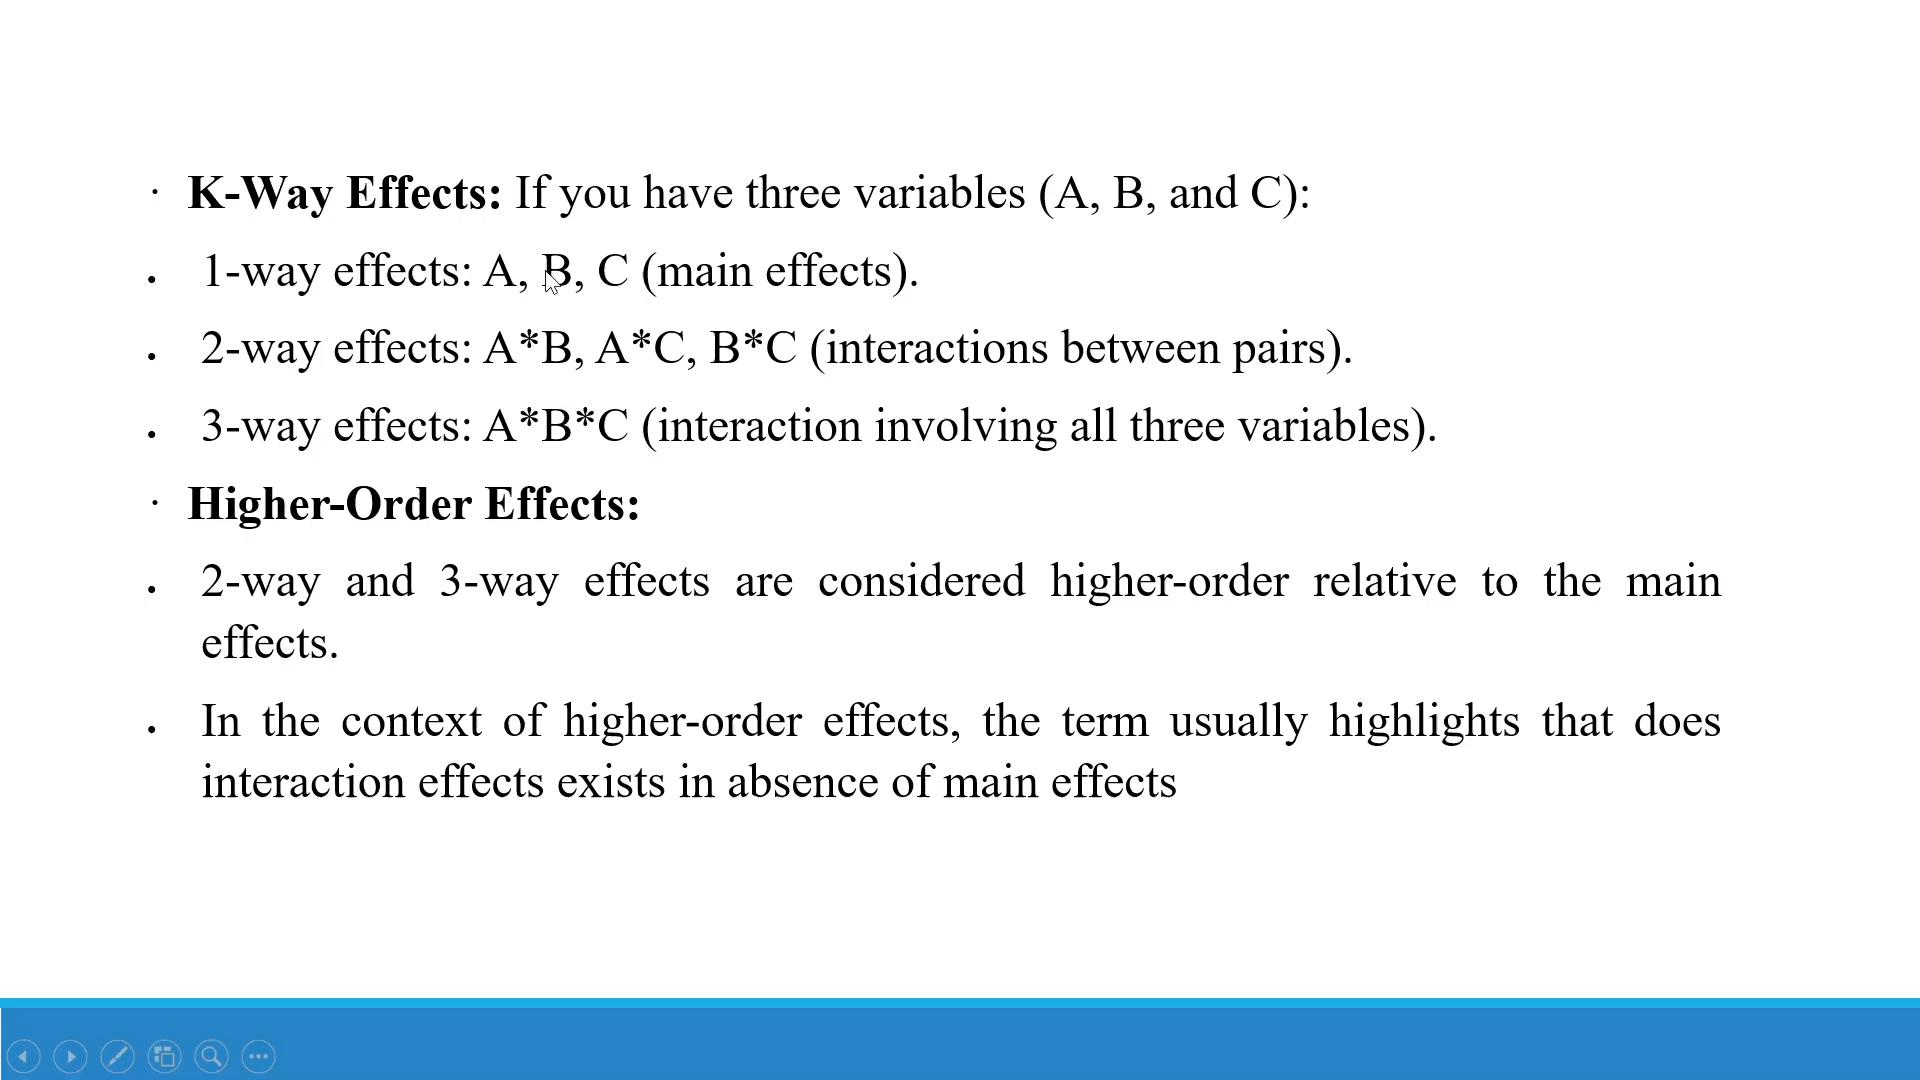 · K-Way Effects: If you have three variables (A, B, and C):
• 1-way effects: A, B, C (main effects).
• 2-way effects: A*B, A*C, B*C (interactions between pairs).
• 3-way effects: A*B*C (interaction involving all three variables).
· Higher-Order Effects:
• 2-way and 3-way effects are considered higher-order relative to the main
effects.
• In the context of higher-order effects, the term usually highlights that does
interaction effects exists in absence of main effects